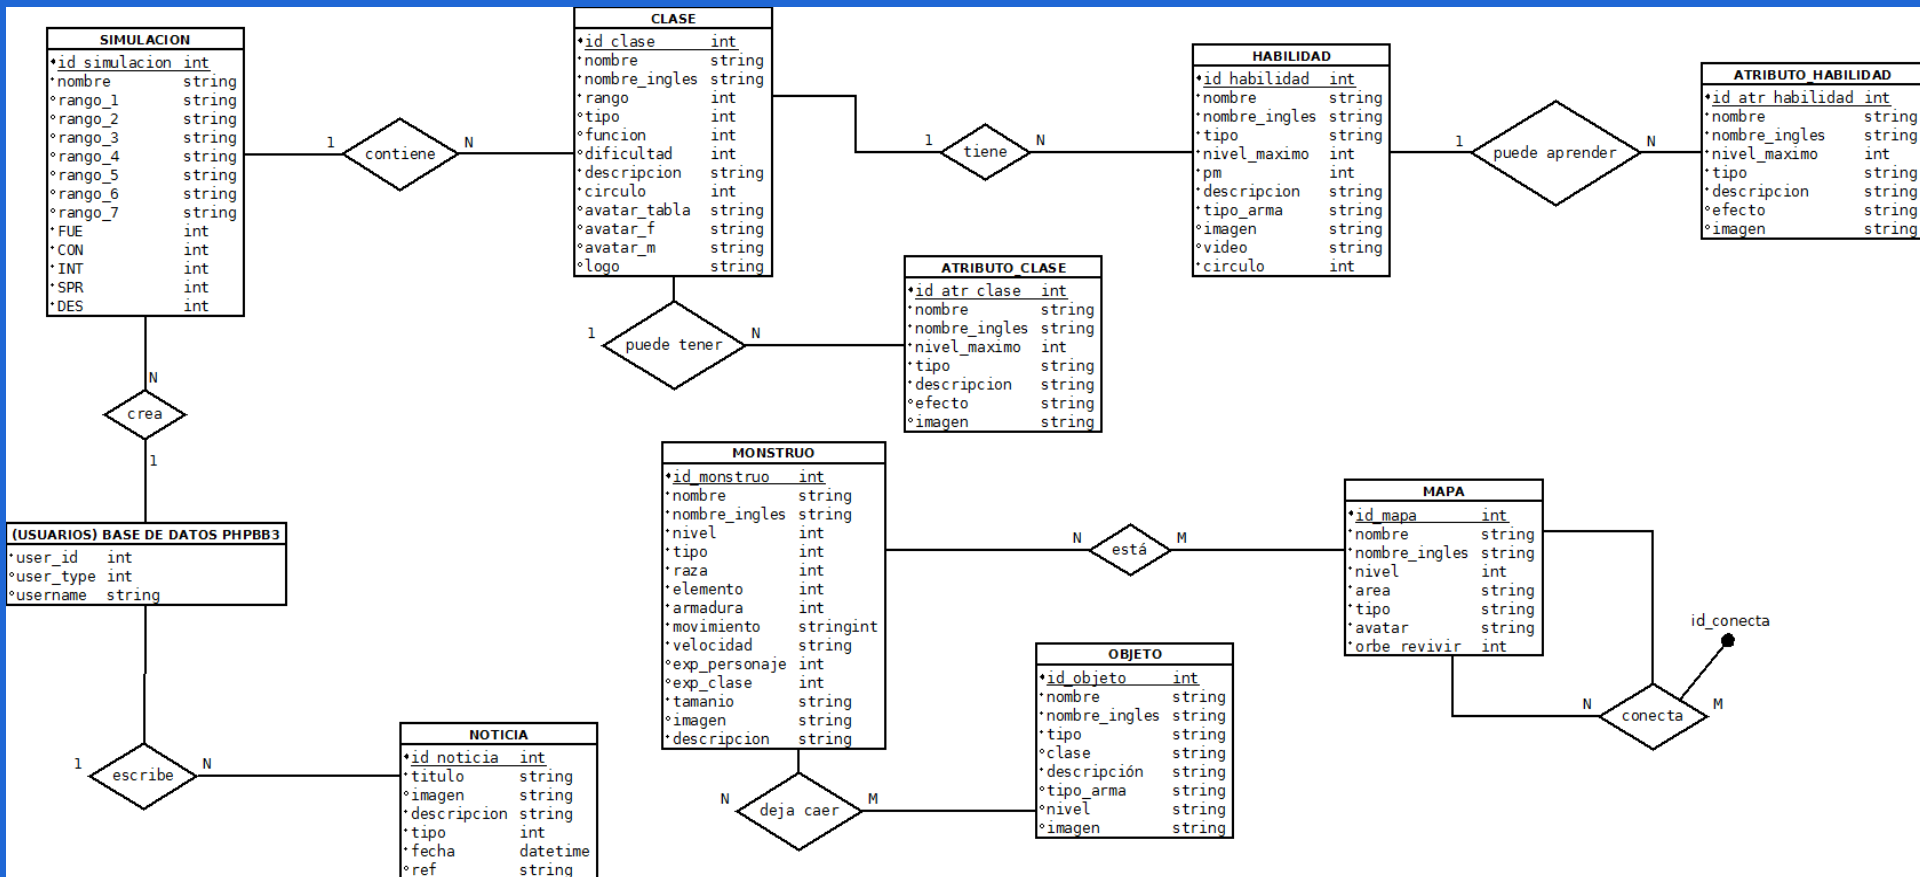 SIMULACION
id_simulacion int
nombre string
rango_1 string
rango_2 string
rango_3 string
rango_4 string
rango_5 string
rango_6 string
rango_7 string
FUE int
CON int
INT int
SPR int
DES int
1
contiene
N
CLASE
id_clase int
nombre string
nombre_ingles string
rango int
tipo int
funcion int
dificultad int
descripcion string
circulo int
avatar_tabla string
avatar_f string
avatar_m string
logo string
1
tiene
N
HABILIDAD
id_habilidad int
nombre string
nombre_ingles string
tipo string
nivel_maximo int
pm int
descripcion string
tipo_arma string
imagen string
video string
circulo int
1
puede aprender
N
ATRIBUTO_HABILIDAD
id_atr_habilidad int
nombre string
nombre_ingles string
nivel_maximo int
tipo string
descripcion string
efecto string
imagen string
1
puede tener
N
ATRIBUTO_CLASE
id_atr_clase int
nombre string
nombre_ingles string
nivel_maximo int
tipo string
descripcion string
efecto string
imagen string
N
crea
1
(USUARIOS) BASE DE DATOS PHPBB3
user_id int
user_type int
username string
1
escribe
N
NOTICIA
id_noticia int
titulo string
imagen string
descripcion string
tipo int
fecha datetime
ref string
MONSTRUO
id_monstruo int
nombre string
nombre_ingles string
nivel int
tipo int
raza int
elemento int
armadura int
movimiento stringint
velocidad string
exp_personaje int
exp_clase int
tamanio string
imagen string
descripcion string
N
está
M
MAPA
id_mapa int
nombre string
nombre_ingles string
nivel int
area string
tipo string
avatar string
orbe_revivir int
id_conecta
N
conecta
M
N
deja caer
M
OBJETO
id_objeto int
nombre string
nombre_ingles string
tipo string
clase string
descripción string
tipo_arma string
nivel string
imagen string